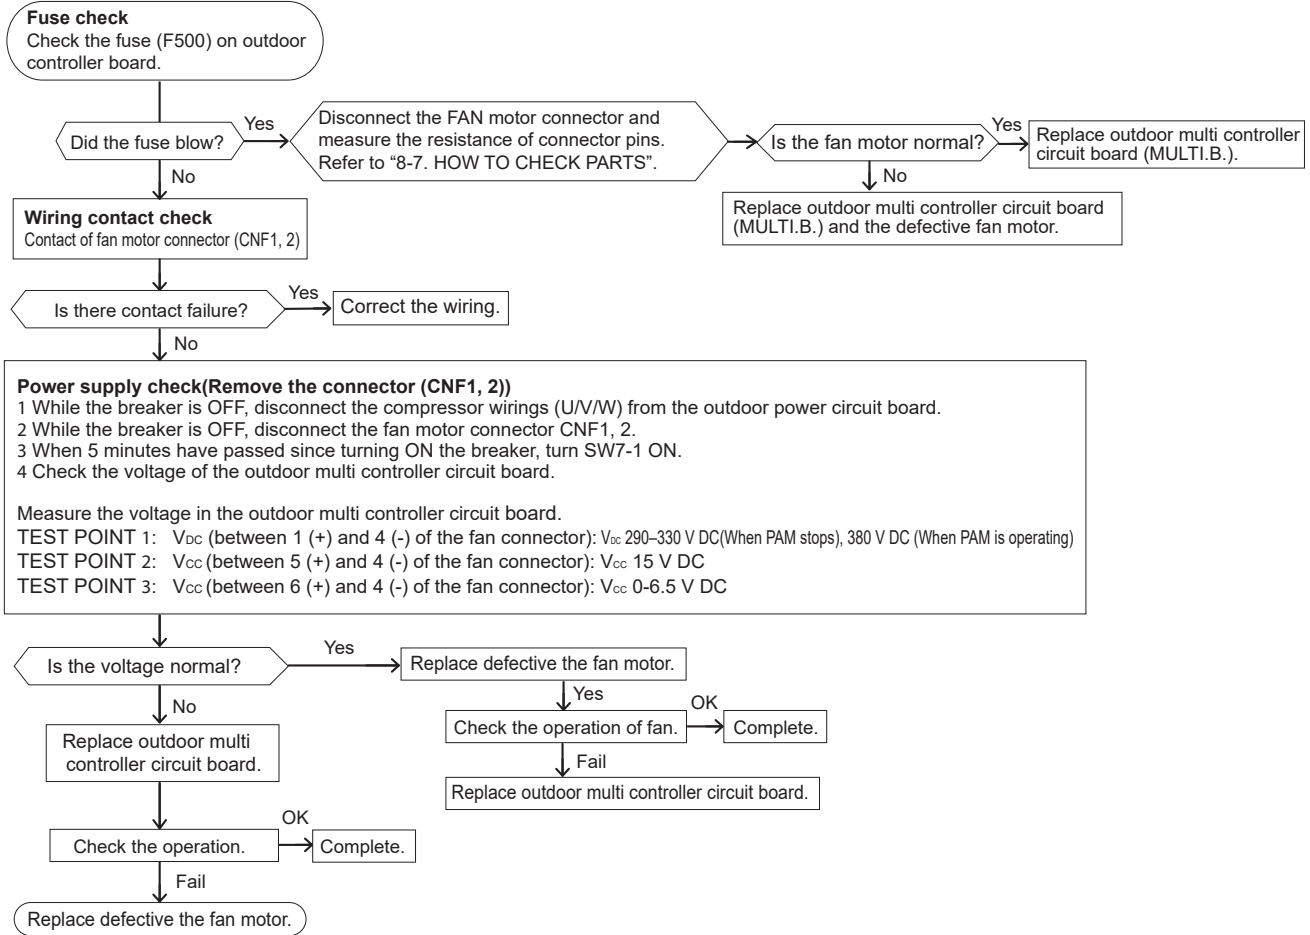 Fuse check
Check the fuse (F500) on outdoor
controller board.
Did the fuse blow?
Yes
Disconnect the FAN motor connector and
measure the resistance of connector pins.
Refer to “8-7. HOW TO CHECK PARTS”.
Is the fan motor normal?
Yes
Replace outdoor multi controller
circuit board (MULTI.B.).
No
Replace outdoor multi controller circuit board
(MULTI.B.) and the defective fan motor.
No
Wiring contact check
Contact of fan motor connector (CNF1, 2)
Is there contact failure?
Yes
Correct the wiring.
No
Power supply check(Remove the connector (CNF1, 2))
1 While the breaker is OFF, disconnect the compressor wirings (U/V/W) from the outdoor power circuit board.
2 While the breaker is OFF, disconnect the fan motor connector CNF1, 2.
3 When 5 minutes have passed since turning ON the breaker, turn SW7-1 ON.
4 Check the voltage of the outdoor multi controller circuit board.
Measure the voltage in the outdoor multi controller circuit board.
TEST POINT 1: VDC (between 1 (+) and 4 (-) of the fan connector): VDC 290–330 V DC(When PAM stops), 380 V DC (When PAM is operating)
TEST POINT 2: VCC (between 5 (+) and 4 (-) of the fan connector): VCC 15 V DC
TEST POINT 3: VCC (between 6 (+) and 4 (-) of the fan connector): VCC 0-6.5 V DC
Is the voltage normal?
Yes
Replace defective the fan motor.
Yes
Check the operation of fan.
OK
Complete.
Fail
Replace outdoor multi controller circuit board.
No
Replace outdoor multi
controller circuit board.
Check the operation.
OK
Complete.
Fail
Replace defective the fan motor.